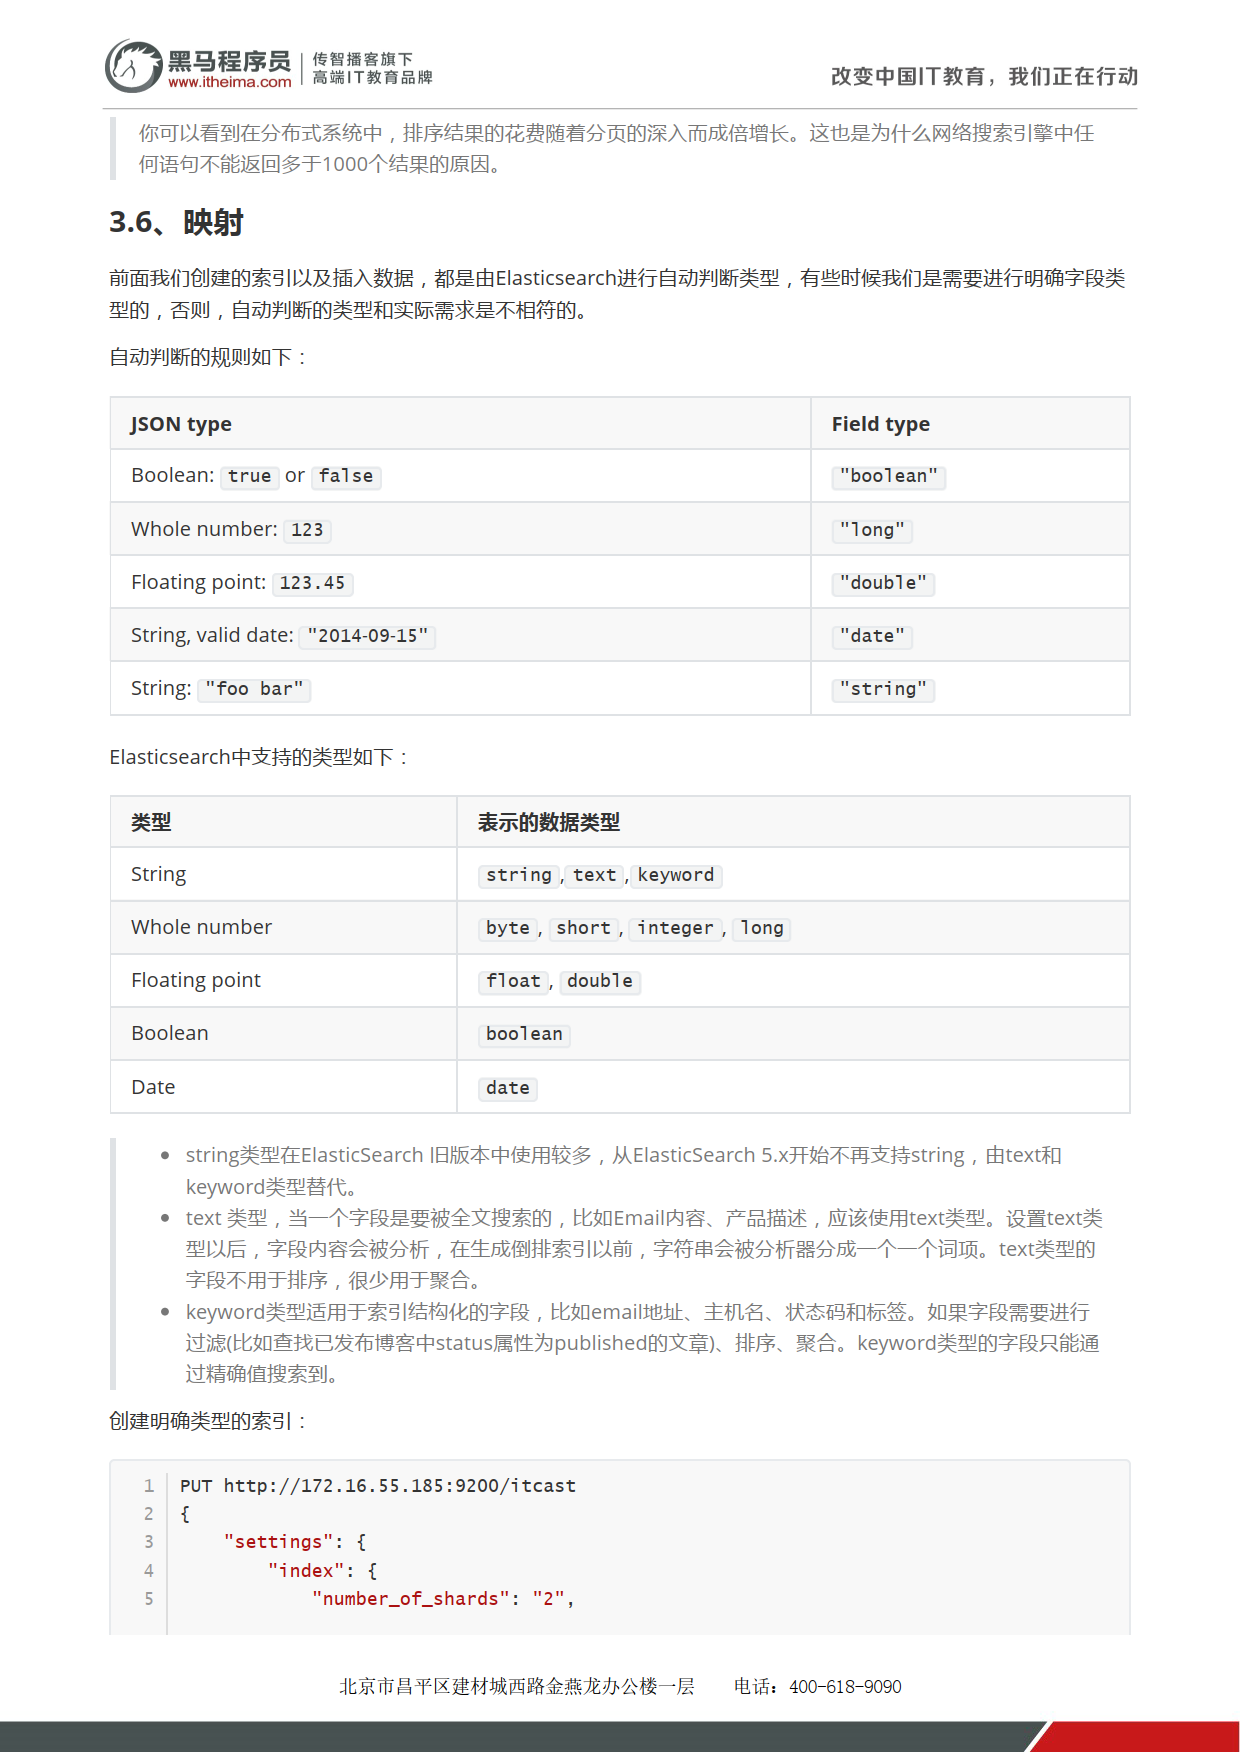 黑马程序员
www.itheima.com
传智播客旗下
高端IT教育品牌
改变中国IT教育，我们正在行动
你可以看到在分布式系统中，排序结果的花费随着分页的深入而成倍增长。这也是为什么网络搜索引擎中任
何语句不能返回多于1000个结果的原因。
3.6、映射
前面我们创建的索引以及插入数据，都是由Elasticsearch进行自动判断类型，有些时候我们是需要进行明确字段类
型的，否则，自动判断的类型和实际需求是不相符的。
自动判断的规则如下：
JSON type Field type
Boolean: true or false "boolean"
Whole number: 123 "long"
Floating point: 123.45 "double"
String, valid date: "2014-09-15" "date"
String: "foo bar" "string"
Elasticsearch中支持的类型如下：
类型 表示的数据类型
String string,text,keyword
Whole number byte, short, integer, long
Floating point float, double
Boolean boolean
Date date
• string类型在ElasticSearch 旧版本中使用较多，从ElasticSearch 5.x开始不再支持string，由text和
keyword类型替代。
• text 类型，当一个字段是要被全文搜索的，比如Email内容、产品描述，应该使用text类型。设置text类
型以后，字段内容会被分析，在生成倒排索引以前，字符串会被分析器分成一个一个词项。text类型的
字段不用于排序，很少用于聚合。
• keyword类型适用于索引结构化的字段，比如email地址、主机名、状态码和标签。如果字段需要进行
过滤(比如查找已发布博客中status属性为published的文章)、排序、聚合。keyword类型的字段只能通
过精确值搜索到。
创建明确类型的索引：
1 PUT http://172.16.55.185:9200/itcast
2 {
3     "settings": {
4         "index": {
5             "number_of_shards": "2",
北京市昌平区建材城西路金燕龙办公楼一层 电话：400-618-9090